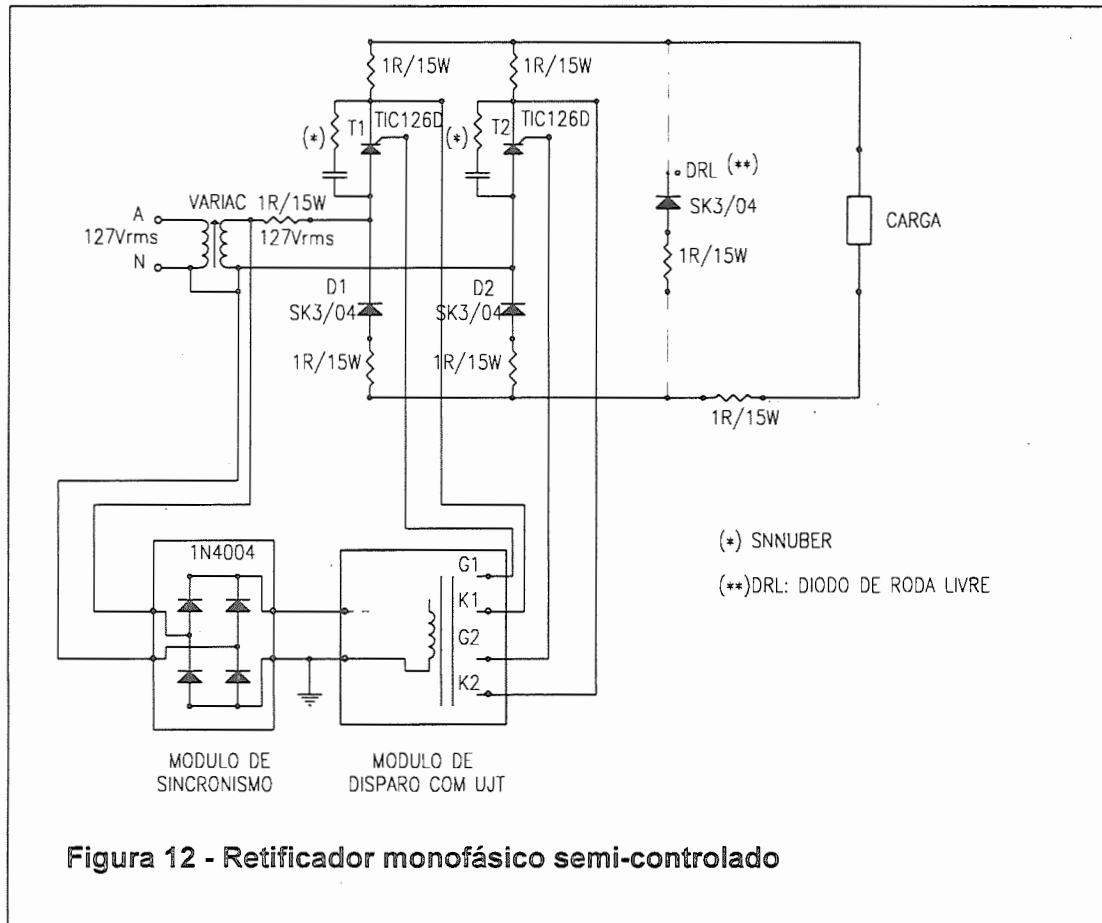 1R/15W
1R/15W
(*)
T1
TIC126D
(*)
T2
TIC126D
DRL (**)
SK3/04
1R/15W
CARGA
VARIAC
1R/15W
A
127Vrms
N
127Vrms
D1
SK3/04
D2
SK3/04
1R/15W
1R/15W
1R/15W
1N4004
G1
K1
G2
K2
(*) SNNUBER
(**)DRL: DIODO DE RODA LIVRE
MODULO DE
SINCRONISMO
MODULO DE
DISPARO COM UJT
Figura 12 - Retificador monofásico semi-controlado